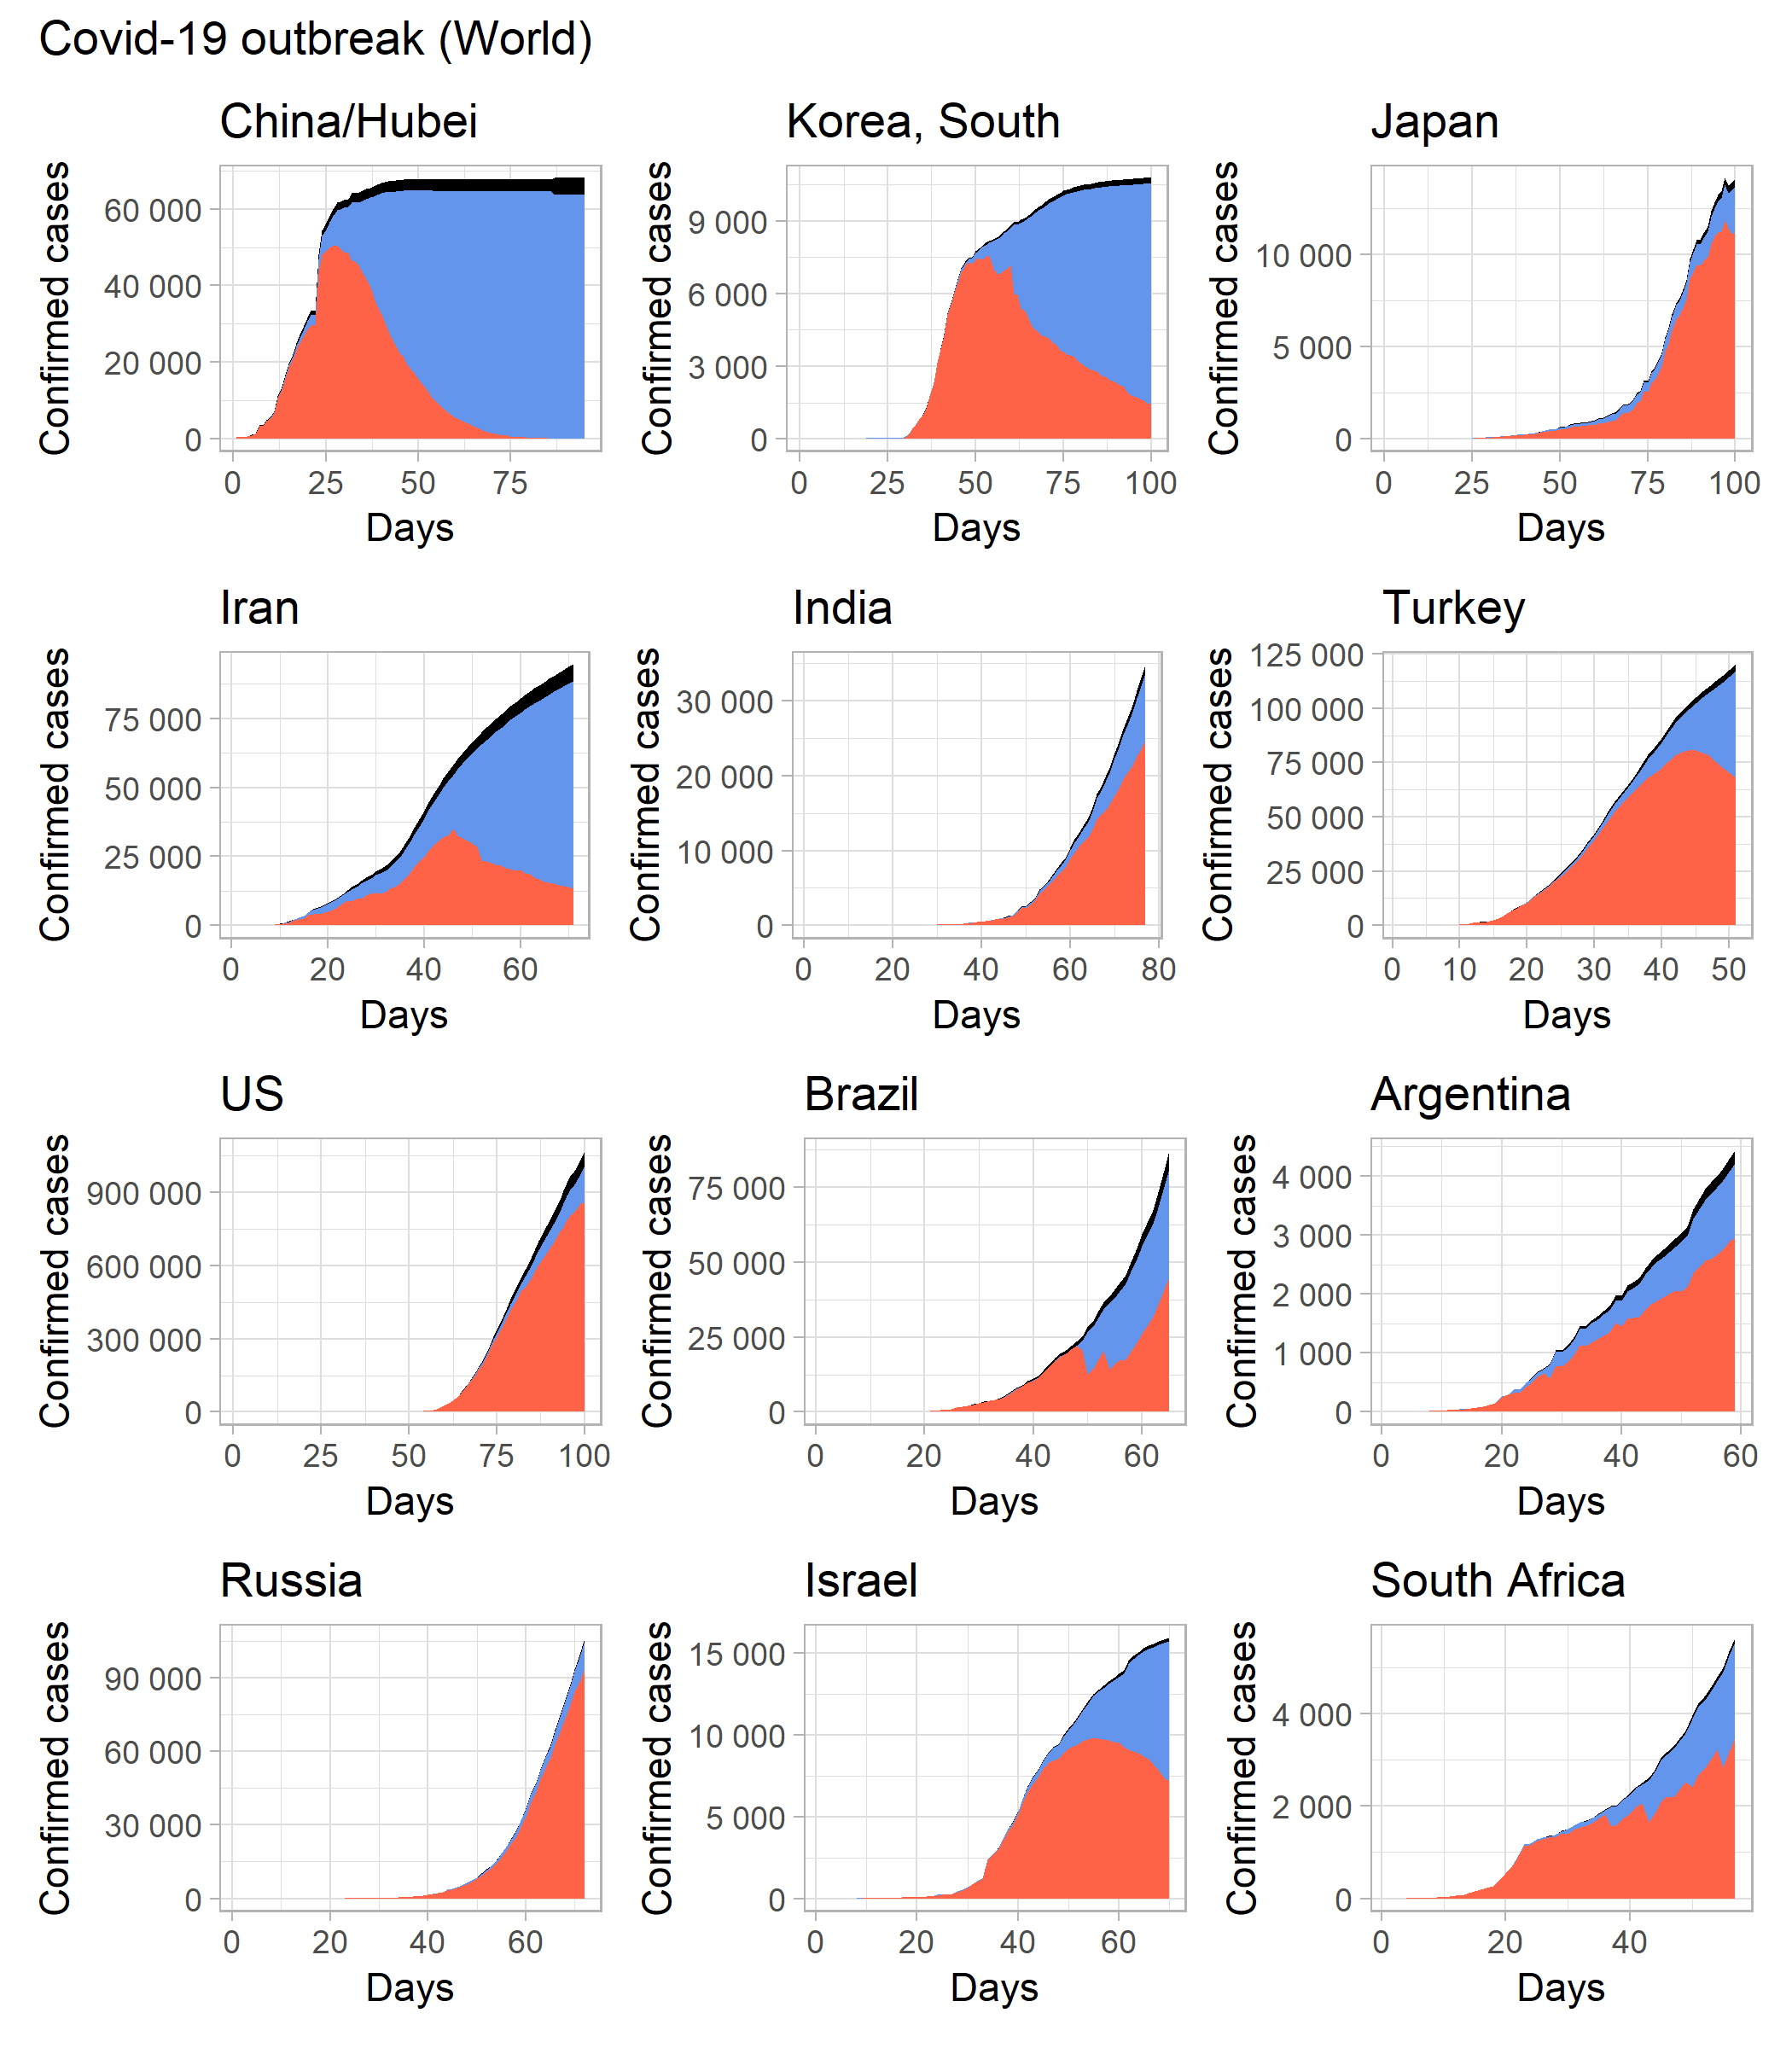 Covid-19 outbreak (World)
China/Hubei
Confirmed cases
60 000
40 000
20 000
0
0 25 50 75
Days
Korea, South
Confirmed cases
9 000
6 000
3 000
0
0 25 50 75 100
Days
Japan
Confirmed cases
10 000
5 000
0
0 25 50 75 100
Days
Iran
Confirmed cases
75 000
50 000
25 000
0
0 20 40 60
Days
India
Confirmed cases
30 000
20 000
10 000
0
0 20 40 60 80
Days
Turkey
Confirmed cases
125 000
100 000
75 000
50 000
25 000
0
0 10 20 30 40 50
Days
US
Confirmed cases
900 000
600 000
300 000
0
0 25 50 75 100
Days
Brazil
Confirmed cases
75 000
50 000
25 000
0
0 20 40 60
Days
Argentina
Confirmed cases
4 000
3 000
2 000
1 000
0
0 20 40 60
Days
Russia
Confirmed cases
90 000
60 000
30 000
0
0 20 40 60
Days
Israel
Confirmed cases
15 000
10 000
5 000
0
0 20 40 60
Days
South Africa
Confirmed cases
4 000
2 000
0
0 20 40
Days